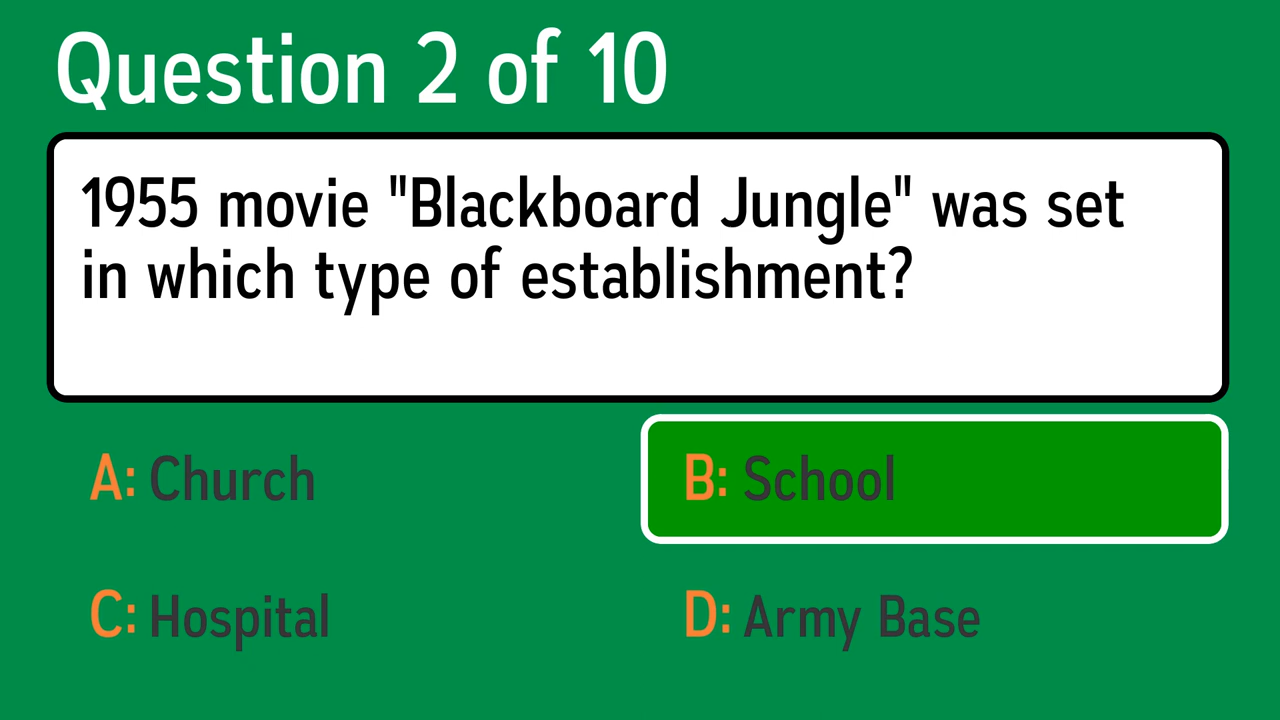 Question 2 of 10
1955 movie "Blackboard Jungle" was set
in which type of establishment?
A: Church
B: School
C: Hospital
D: Army Base